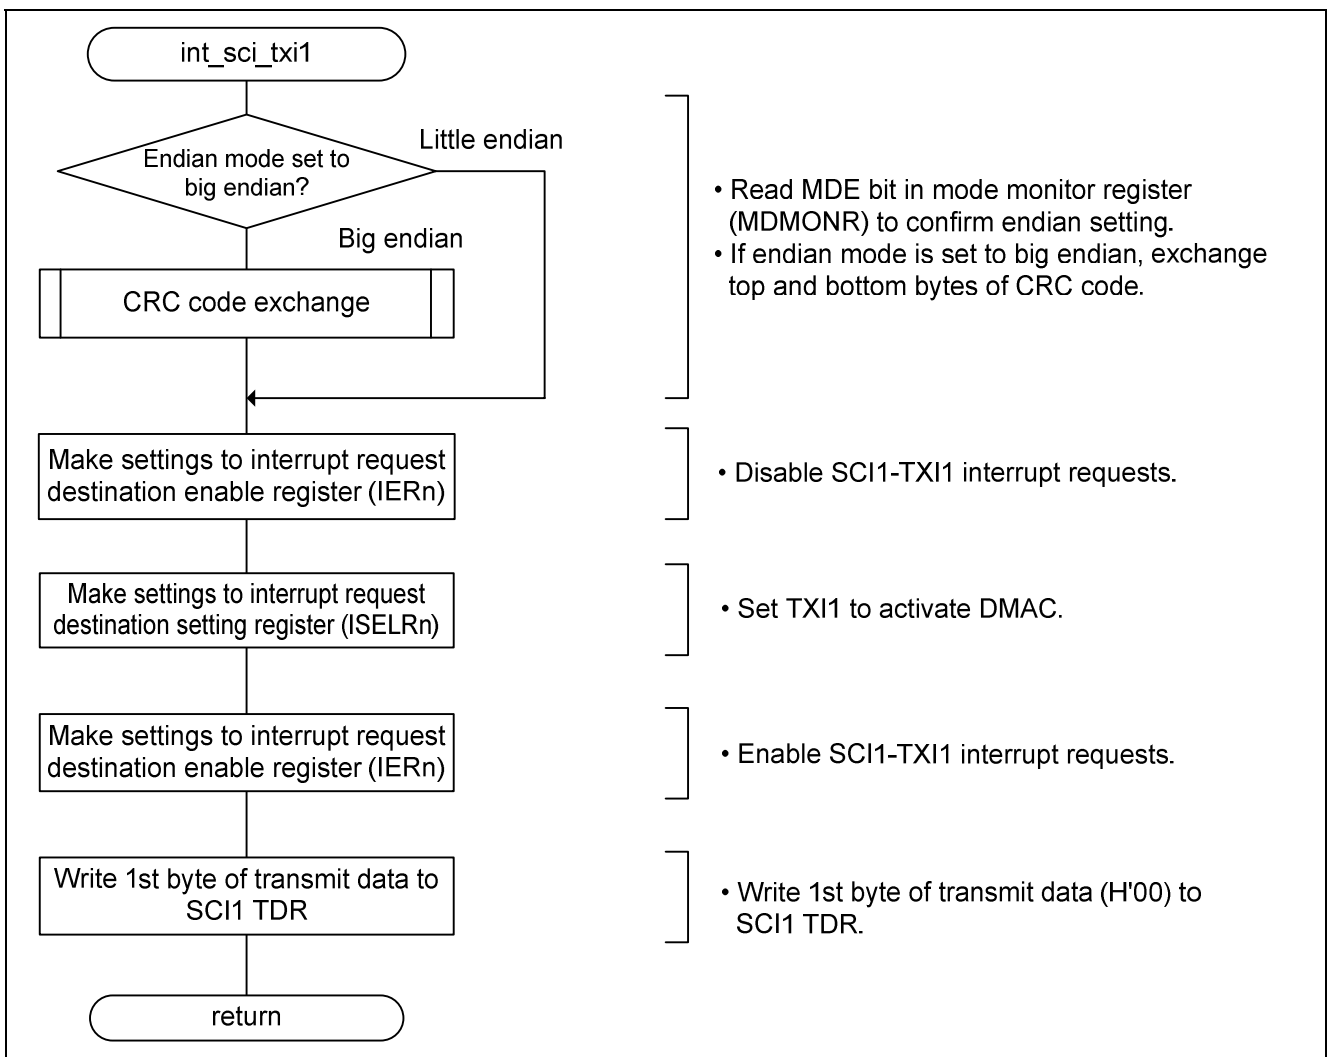 int_sci_txi1
Endian mode set to
big endian?
Little endian
Big endian
CRC code exchange
• Read MDE bit in mode monitor register
(MDMONR) to confirm endian setting.
• If endian mode is set to big endian, exchange
top and bottom bytes of CRC code.
Make settings to interrupt request
destination enable register (IERn)
• Disable SCI1-TXI1 interrupt requests.
Make settings to interrupt request
destination setting register (ISELRn)
• Set TXI1 to activate DMAC.
Make settings to interrupt request
destination enable register (IERn)
• Enable SCI1-TXI1 interrupt requests.
Write 1st byte of transmit data to
SCI1 TDR
• Write 1st byte of transmit data (H'00) to
SCI1 TDR.
return